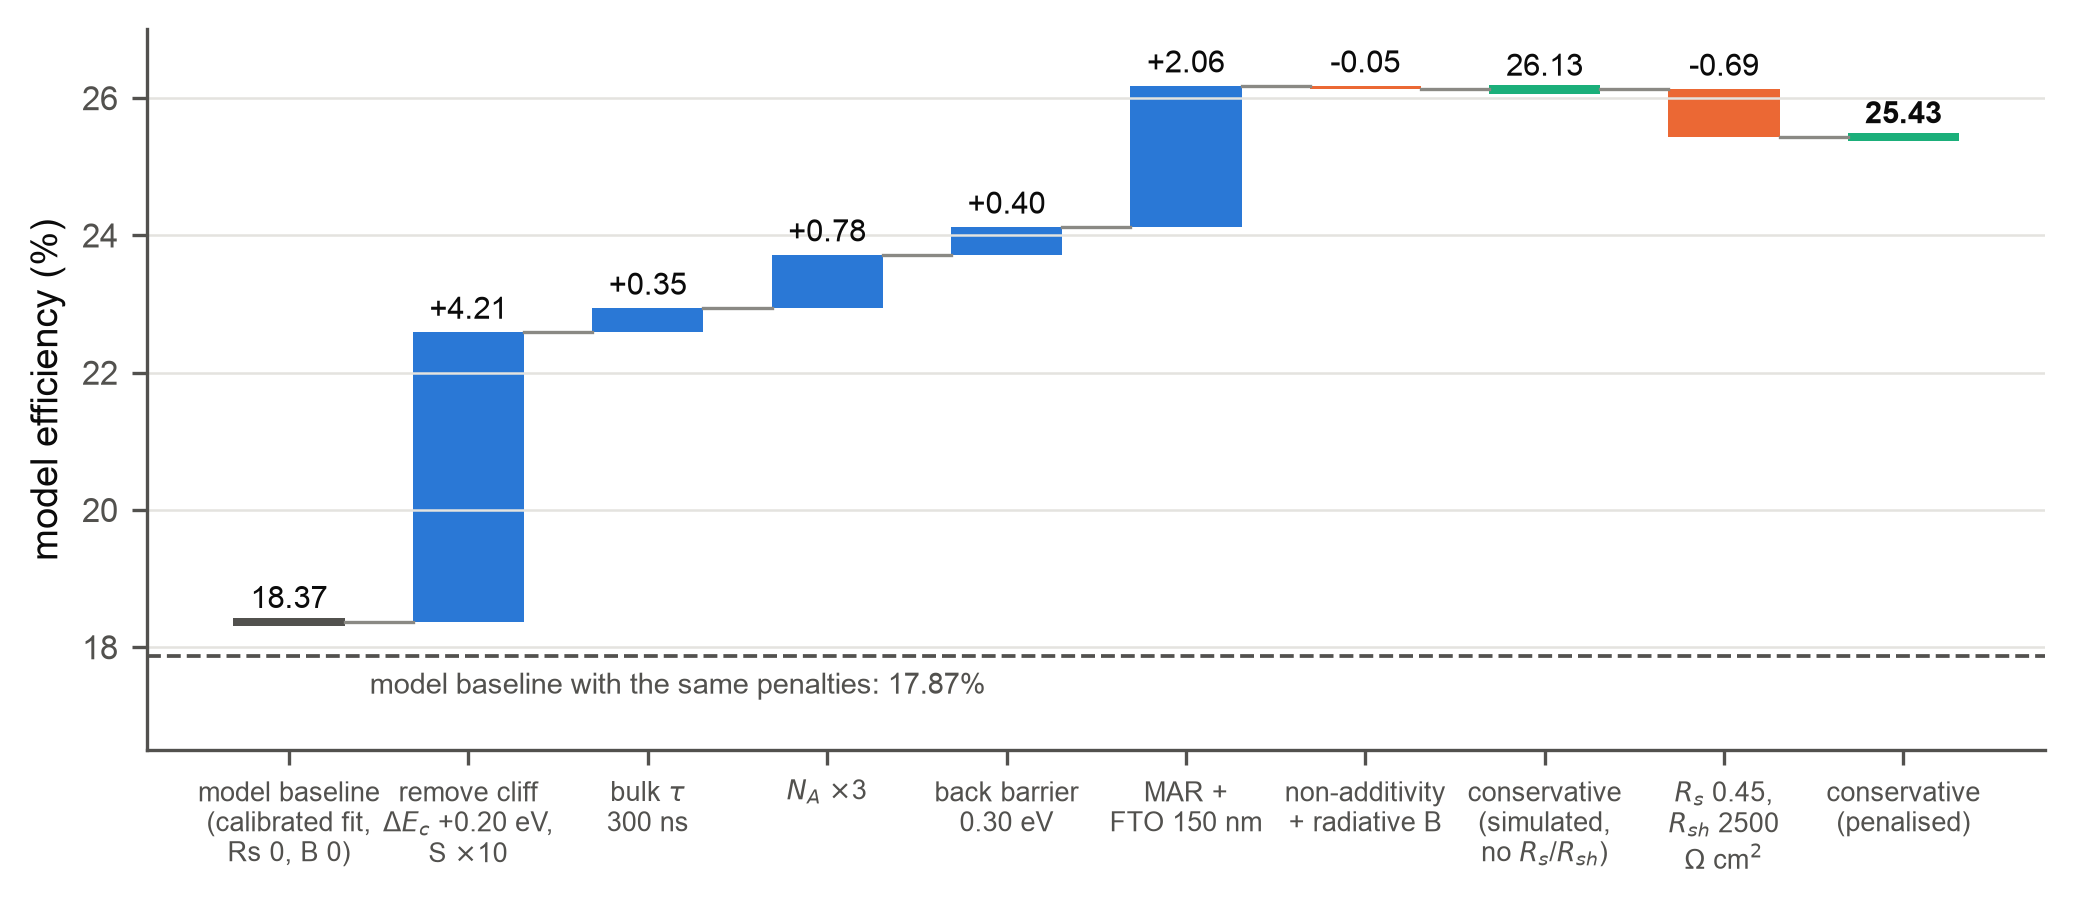 model efficiency (%)
26
24
22
20
18
18.37
+4.21
+0.35
+0.78
+0.40
+2.06
-0.05
26.13
-0.69
25.43
model baseline with the same penalties: 17.87%
model baseline
(calibrated fit,
Rs 0, B 0)
remove cliff
ΔE_c +0.20 eV,
S ×10
bulk τ
300 ns
N_A ×3
back barrier
0.30 eV
MAR +
FTO 150 nm
non-additivity
+ radiative B
conservative
(simulated,
no R_s/R_sh)
R_s 0.45,
R_sh 2500
Ω cm²
conservative
(penalised)